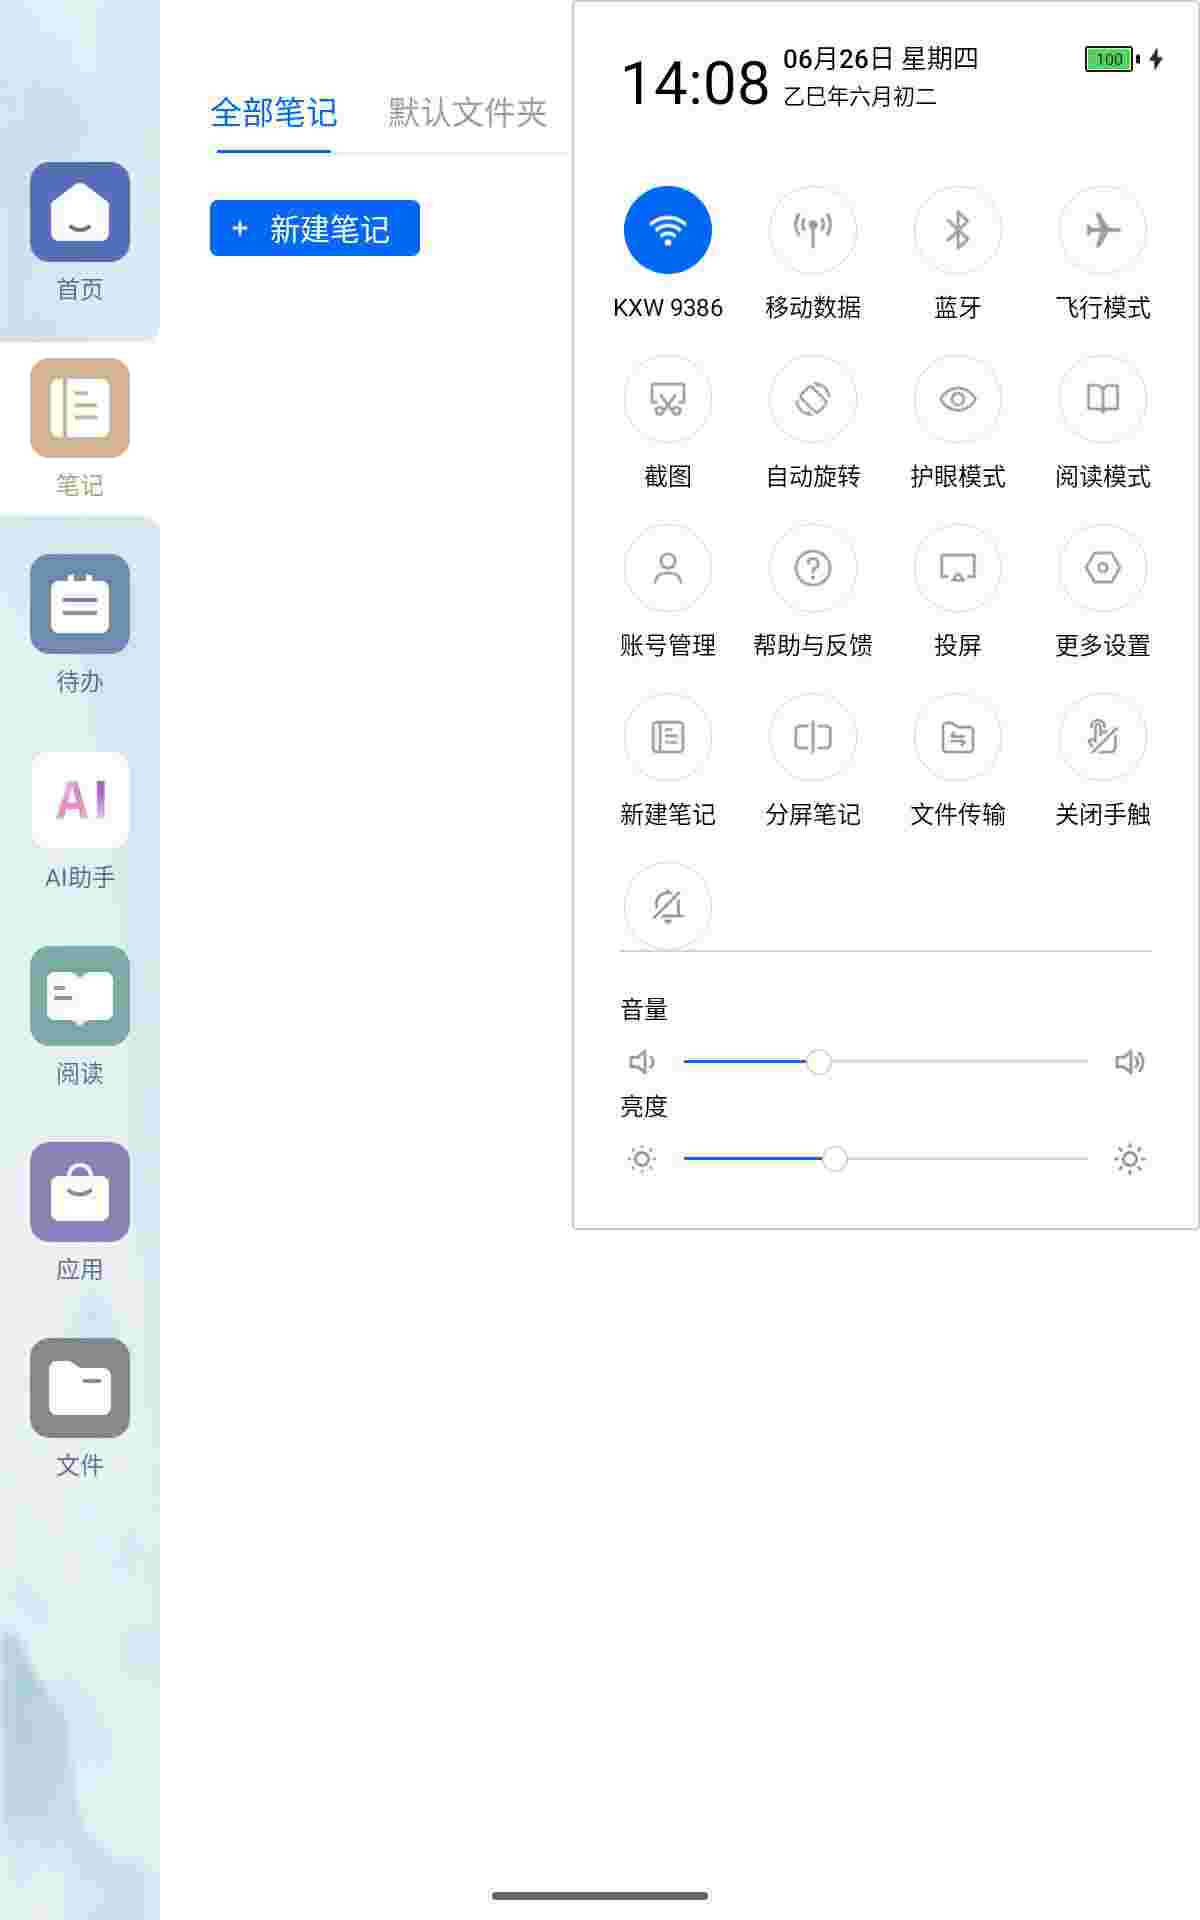 首页
笔记
待办
AI
AI助手
阅读
应用
文件
全部笔记 默认文件夹
+ 新建笔记
14:08
06月26日 星期四
乙巳年六月初二
100
KXW 9386 移动数据 蓝牙 飞行模式
截图 自动旋转 护眼模式 阅读模式
账号管理 帮助与反馈 投屏 更多设置
新建笔记 分屏笔记 文件传输 关闭手触
音量
亮度